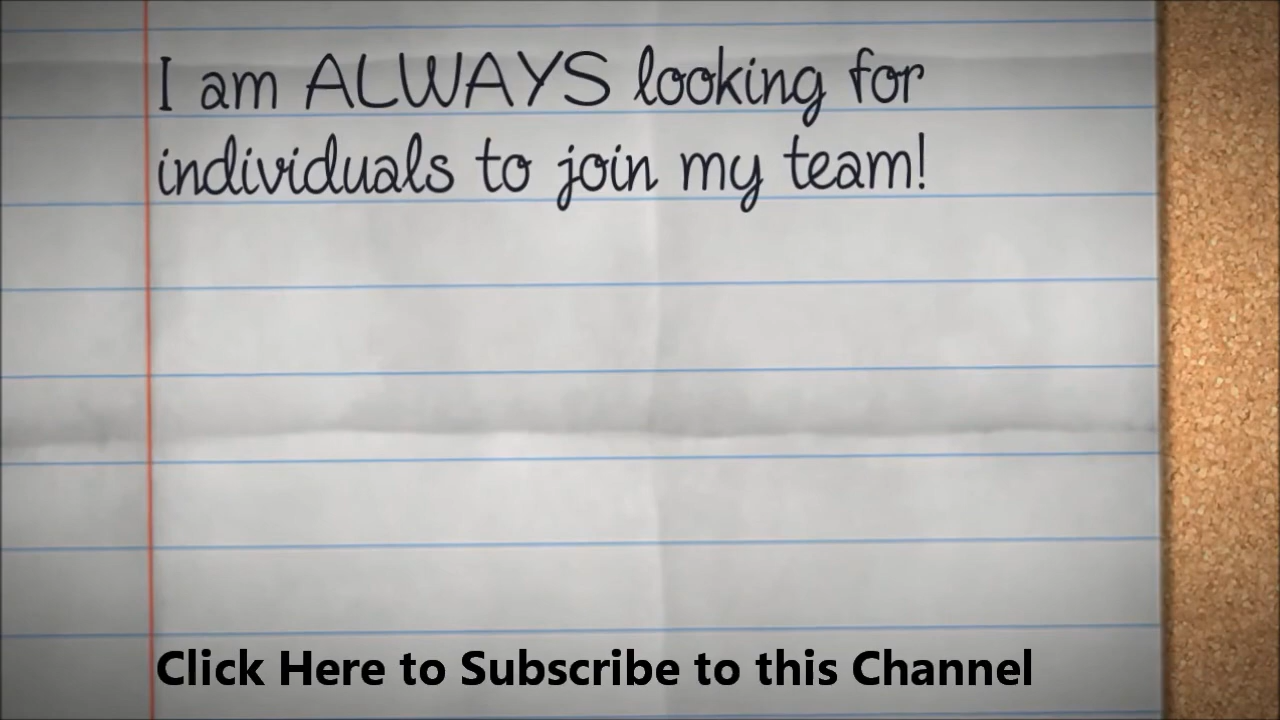 I am ALWAYS looking for
individuals to join my team!
Click Here to Subscribe to this Channel